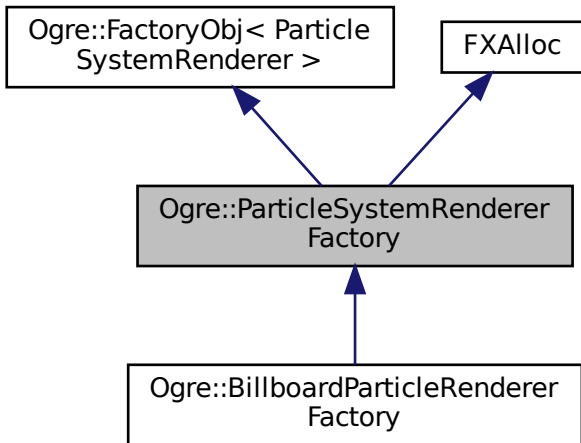 Ogre::FactoryObj< Particle
SystemRenderer >
FXAlloc
Ogre::ParticleSystemRenderer
Factory
Ogre::BillboardParticleRenderer
Factory